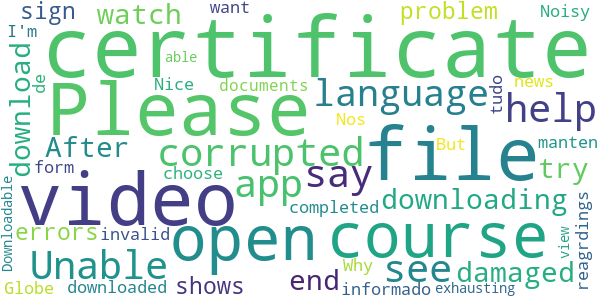 sign want problem Noisy
I'm watch certificate
download de able
Nice documents news tudo
Please language help
After Nos
form corrupted But manten
file
choose app say try
Downloadable video completed downloading
errors invalid open course view reagrdings
Unable end see damaged
Globe downloaded shows Why informado exhausting